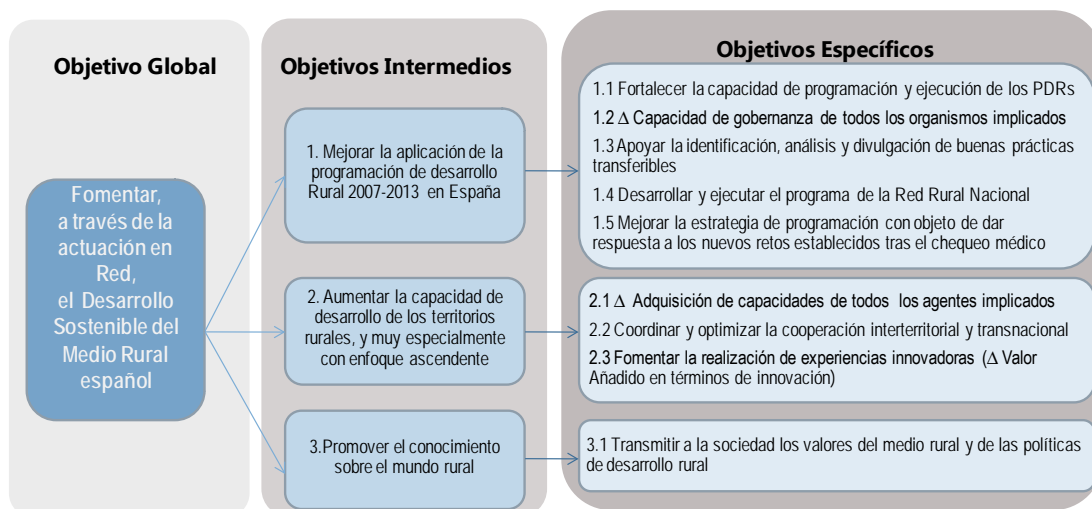 Objetivo Global
Fomentar,
a través de la
actuación en
Red,
el Desarrollo
Sostenible del
Medio Rural
español
Objetivos Intermedios
1. Mejorar la aplicación de la
programación de desarrollo
Rural 2007-2013 en España
2. Aumentar la capacidad de
desarrollo de los territorios
rurales, y muy especialmente
con enfoque ascendente
3.Promover el conocimiento
sobre el mundo rural
Objetivos Específicos
1.1 Fortalecer la capacidad de programación y ejecución de los PDRs
1.2 Δ Capacidad de gobernanza de todos los organismos implicados
1.3 Apoyar la identificación, análisis y divulgación de buenas prácticas
transferibles
1.4 Desarrollar y ejecutar el programa de la Red Rural Nacional
1.5 Mejorar la estrategia de programación con objeto de dar
respuesta a los nuevos retos establecidos tras el chequeo médico
2.1 Δ Adquisición de capacidades de todos los agentes implicados
2.2 Coordinar y optimizar la cooperación interterritorial y transnacional
2.3 Fomentar la realización de experiencias innovadoras (Δ Valor
Añadido en términos de innovación)
3.1 Transmitir a la sociedad los valores del medio rural y de las políticas
de desarrollo rural